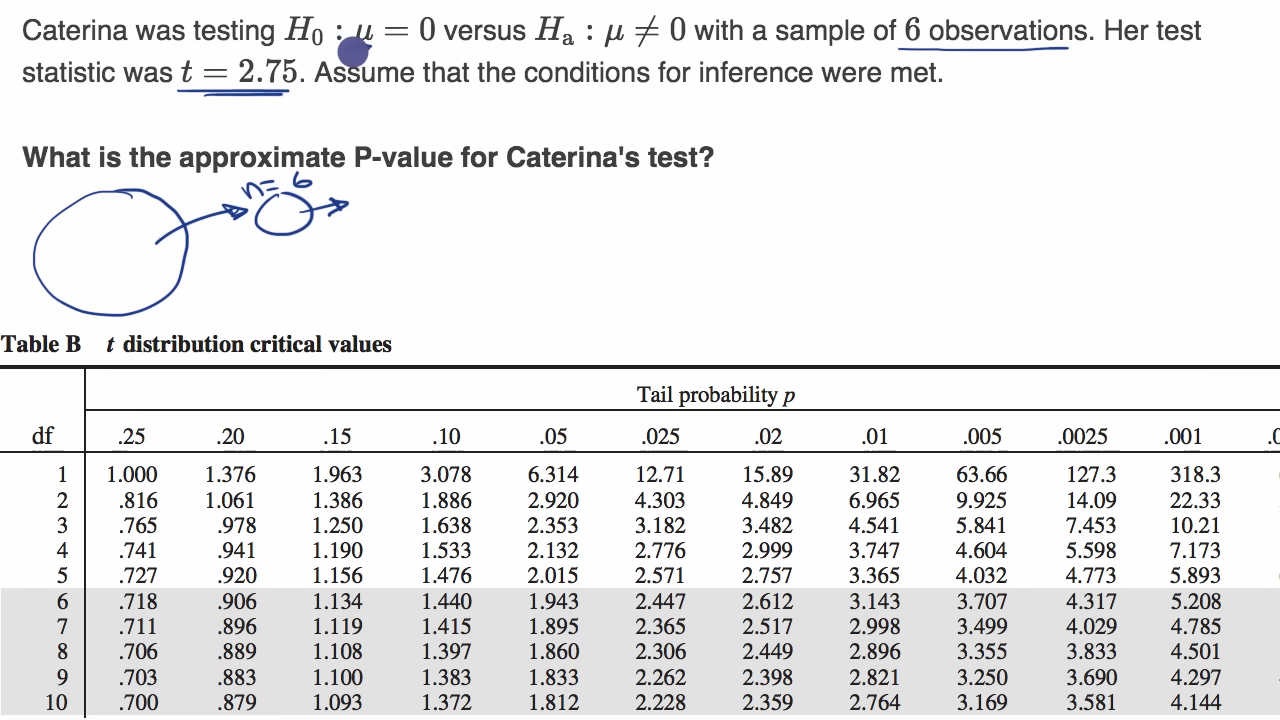 Caterina was testing H₀ : μ = 0 versus Hₐ : μ ≠ 0 with a sample of 6 observations. Her test
statistic was t = 2.75. Assume that the conditions for inference were met.
What is the approximate P-value for Caterina's test?
n= 6
Table B t distribution critical values
Tail probability p
df .25 .20 .15 .10 .05 .025 .02 .01 .005 .0025 .001
1 1.000 1.376 1.963 3.078 6.314 12.71 15.89 31.82 63.66 127.3 318.3
2 .816 1.061 1.386 1.886 2.920 4.303 4.849 6.965 9.925 14.09 22.33
3 .765 .978 1.250 1.638 2.353 3.182 3.482 4.541 5.841 7.453 10.21
4 .741 .941 1.190 1.533 2.132 2.776 2.999 3.747 4.604 5.598 7.173
5 .727 .920 1.156 1.476 2.015 2.571 2.757 3.365 4.032 4.773 5.893
6 .718 .906 1.134 1.440 1.943 2.447 2.612 3.143 3.707 4.317 5.208
7 .711 .896 1.119 1.415 1.895 2.365 2.517 2.998 3.499 4.029 4.785
8 .706 .889 1.108 1.397 1.860 2.306 2.449 2.896 3.355 3.833 4.501
9 .703 .883 1.100 1.383 1.833 2.262 2.398 2.821 3.250 3.690 4.297
10 .700 .879 1.093 1.372 1.812 2.228 2.359 2.764 3.169 3.581 4.144